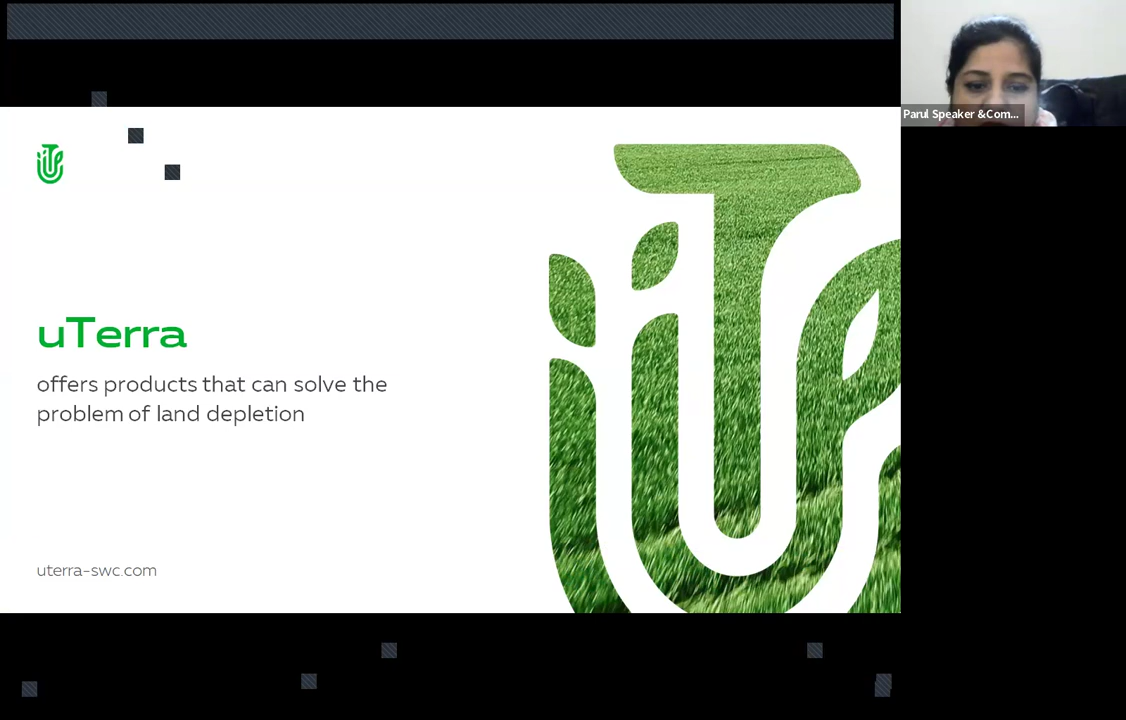 Parul Speaker &Com...
uTerra
offers products that can solve the
problem of land depletion
uterra-swc.com